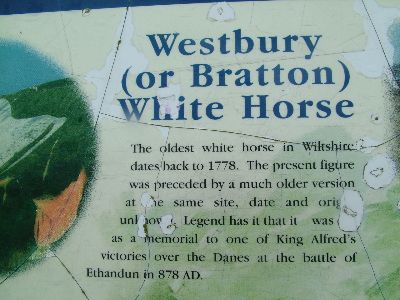 Westbury
(or Bratton)
White Horse
The oldest white horse in Wiltshire
dates back to 1778. The present figure
was preceded by a much older version
at the same site, date and
Legend has it that it was
as a memorial to one of King Alfred's
victories over the Danes at the battle of
Ethandun in 878 AD.